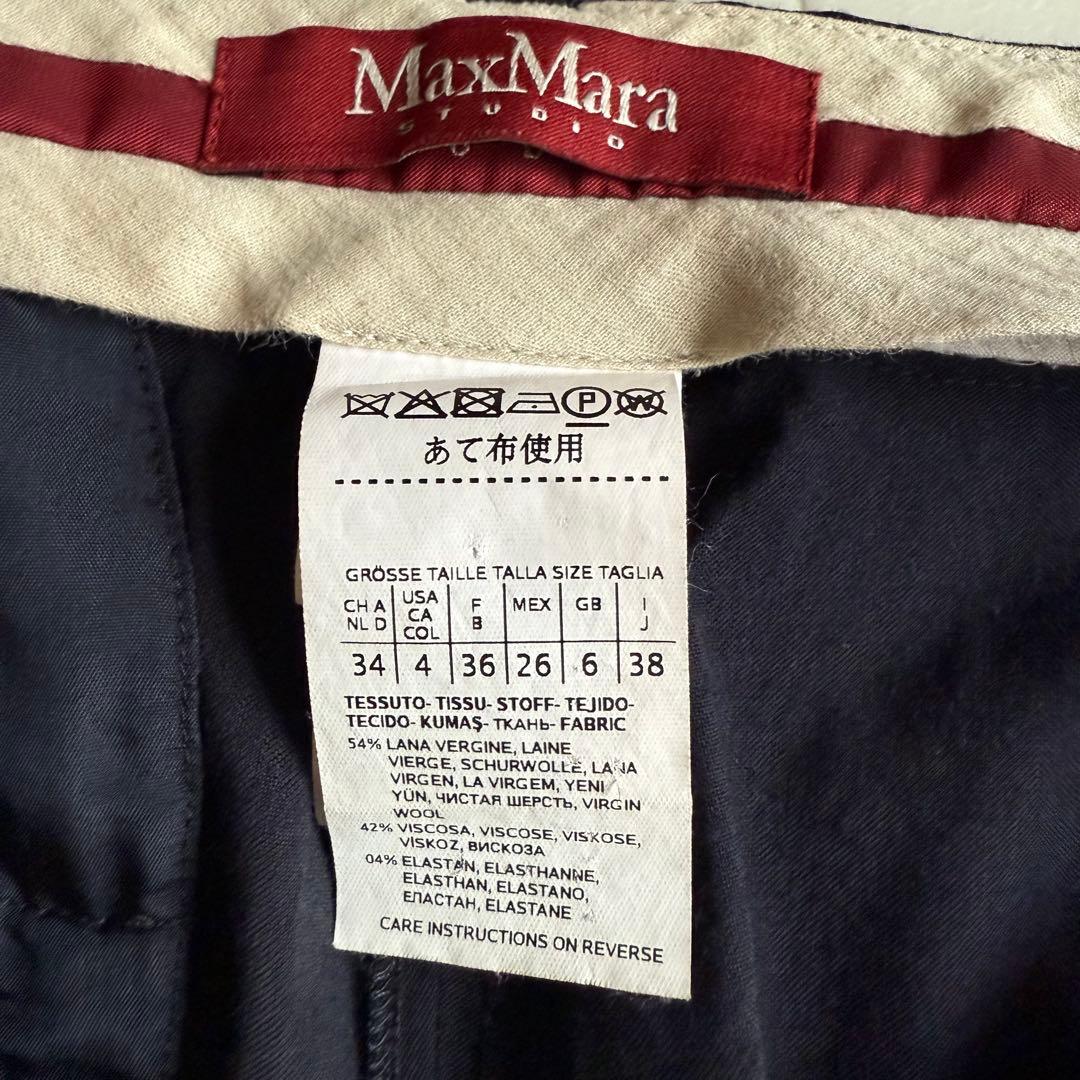 MaxMara
STUDIO
P W
あて布使用
GRÖSSE TAILLE TALLA SIZE TAGLIA
CH A USA F MEX GB I
NL D CA B J
COL
34 4 36 26 6 38
TESSUTO- TISSU- STOFF- TEJIDO-
TECIDO- KUMAŞ- ТКАНЬ- FABRIC
54% LANA VERGINE, LAINE
VIERGE, SCHURWOLLE, LANA
VIRGEN, LA VIRGEM, YENI
YÜN, ЧИСТАЯ ШЕРСТЬ, VIRGIN
WOOL
42% VISCOSA, VISCOSE, VISKOSE,
VİSKOZ, ВИСКОЗА
04% ELASTAN, ELASTHANNE,
ELASTHAN, ELASTANO,
ЕЛАСТАН, ELASTANE
CARE INSTRUCTIONS ON REVERSE